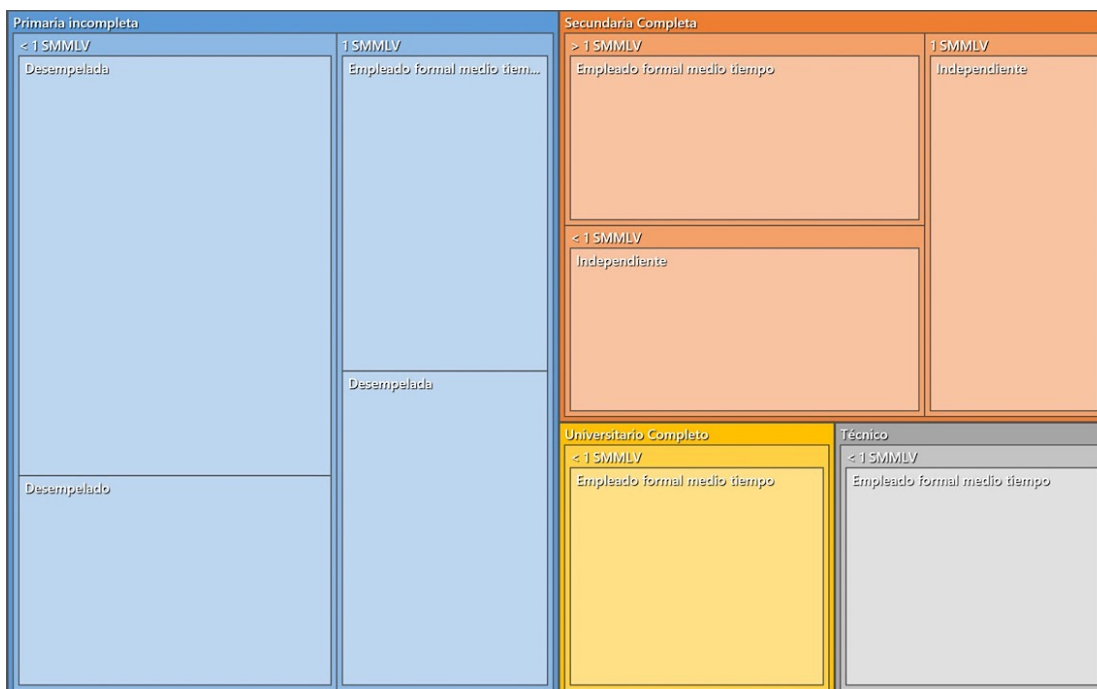 Primaria incompleta
< 1 SMMLV
Desempelada
Desempelado
1 SMMLV
Empleado formal medio tiem...
Desempelada
Secundaria Completa
> 1 SMMLV
Empleado formal medio tiempo
< 1 SMMLV
Independiente
1 SMMLV
Independiente
Universitario Completo
< 1 SMMLV
Empleado formal medio tiempo
Técnico
< 1 SMMLV
Empleado formal medio tiempo